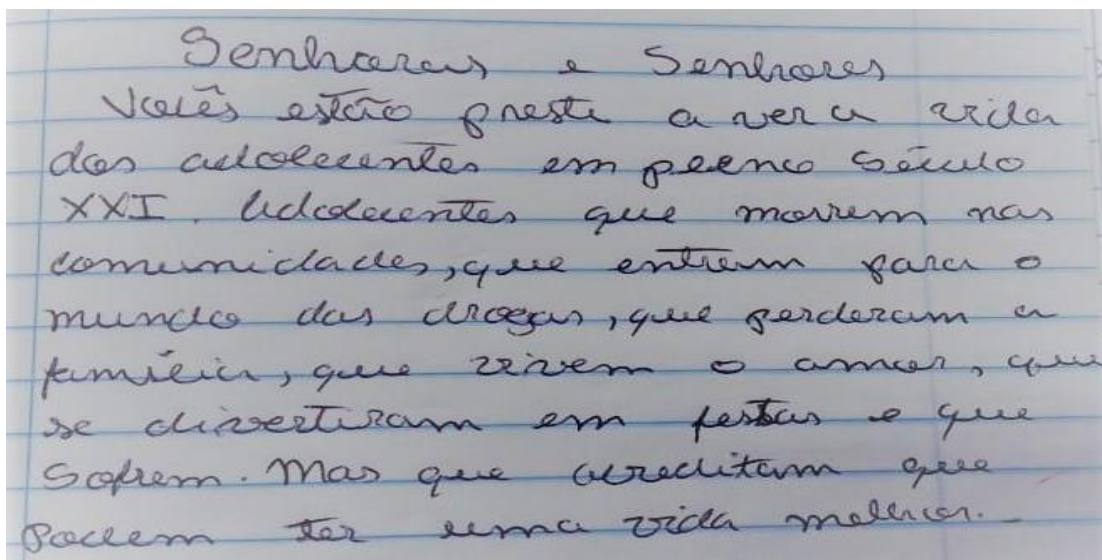 Senhoras e Senhores
Vocês estão preste a ver a vida
dos adolecentes em pleno Século
XXI. Adolecentes que morrem nas
comunidades, que entram para o
mundo das drogas, que perderam a
família, que vivem o amor, que
se divertiram em festas e que
Sofrem. Mas que acreditam que
Podem ter uma vida melhor.